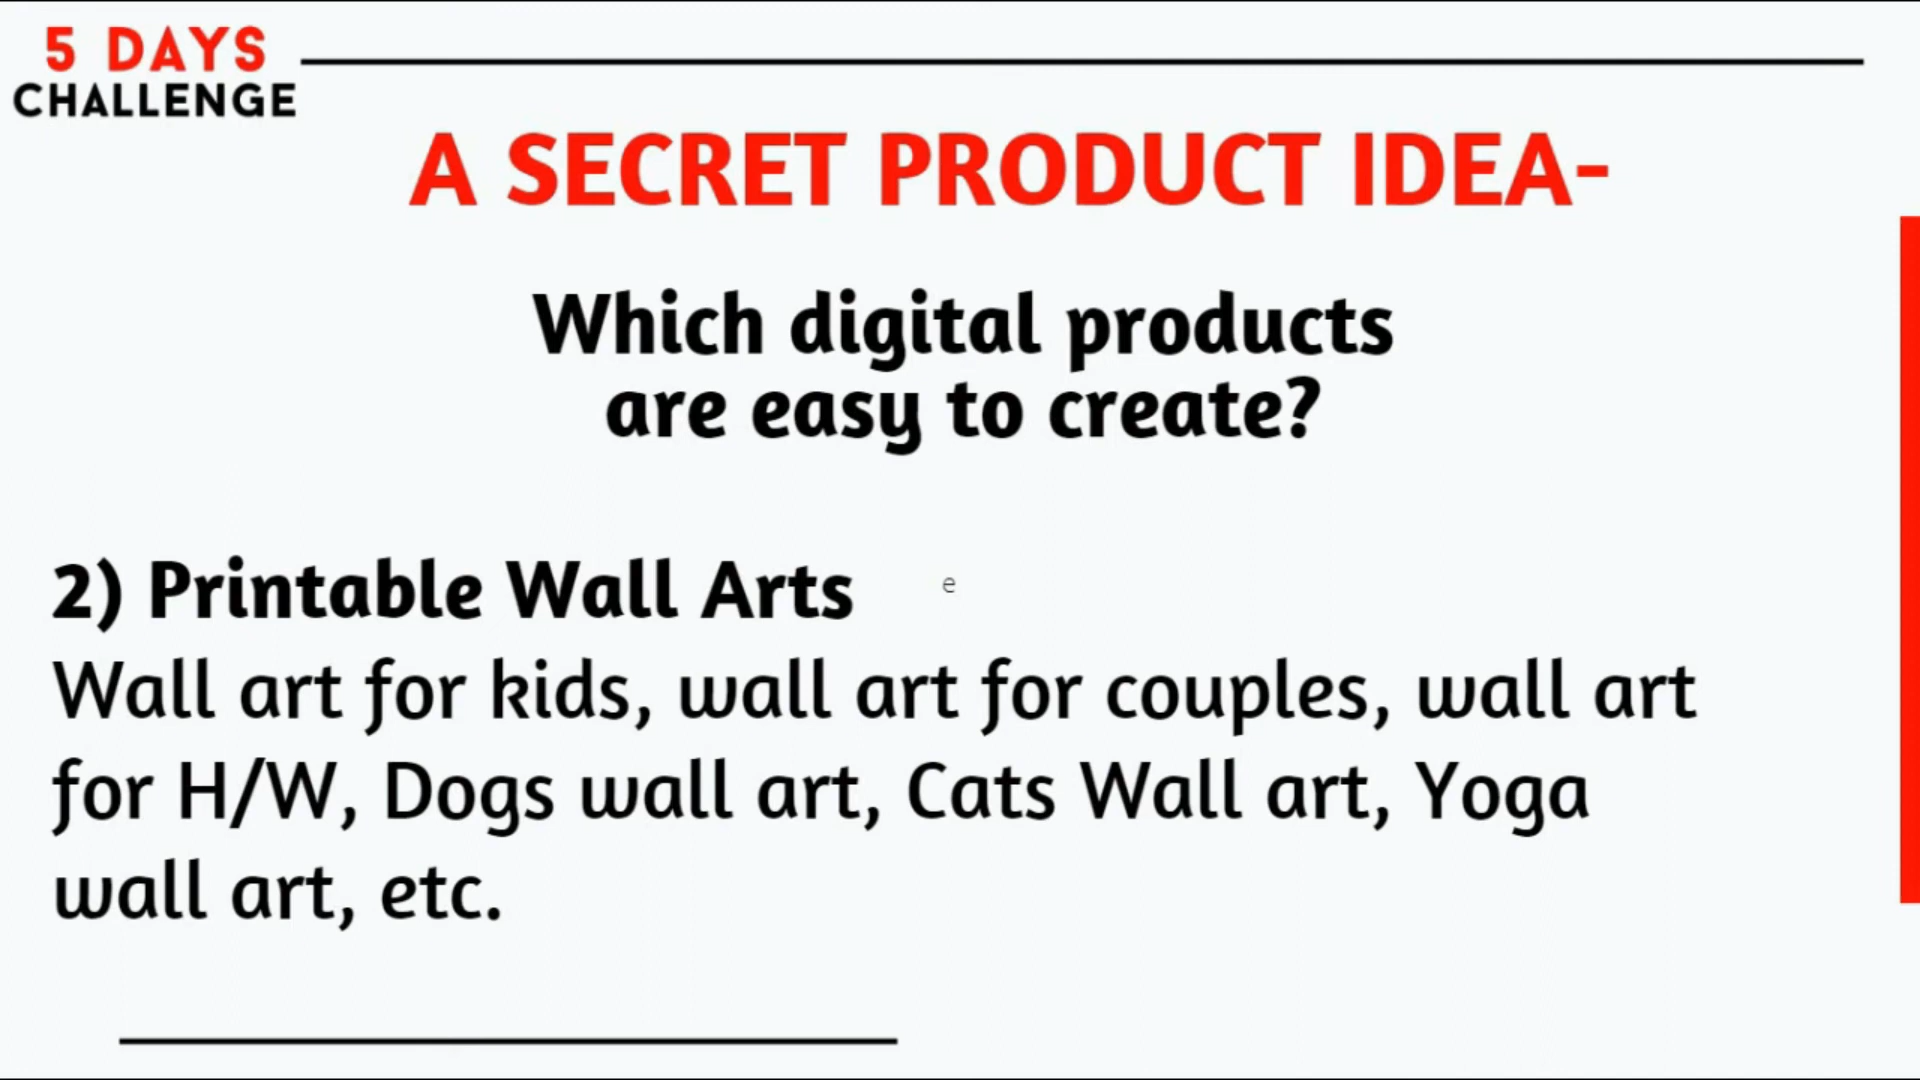 5 DAYS
CHALLENGE
A SECRET PRODUCT IDEA-
Which digital products
are easy to create?
2) Printable Wall Arts
e
Wall art for kids, wall art for couples, wall art
for H/W, Dogs wall art, Cats Wall art, Yoga
wall art, etc.